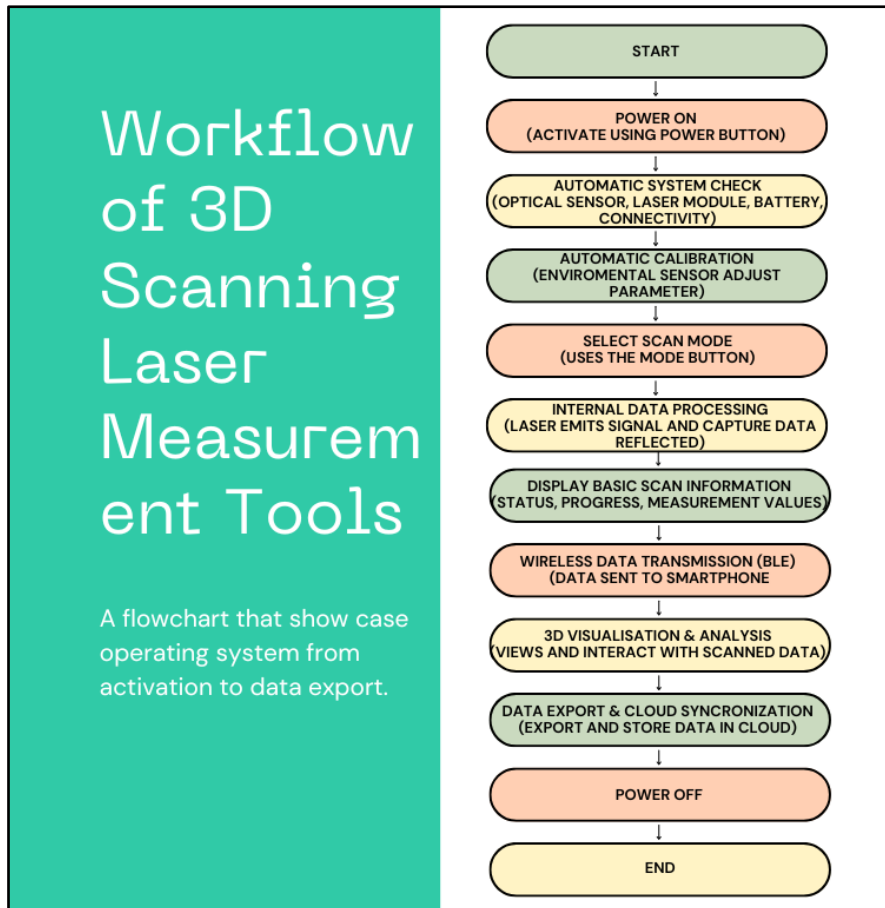 Workflow
of 3D
Scanning
Laser
Measurem
ent Tools
A flowchart that show case
operating system from
activation to data export.
START
POWER ON
(ACTIVATE USING POWER BUTTON)
AUTOMATIC SYSTEM CHECK
(OPTICAL SENSOR, LASER MODULE, BATTERY,
CONNECTIVITY)
AUTOMATIC CALIBRATION
(ENVIROMENTAL SENSOR ADJUST
PARAMETER)
SELECT SCAN MODE
(USES THE MODE BUTTON)
INTERNAL DATA PROCESSING
(LASER EMITS SIGNAL AND CAPTURE DATA
REFLECTED)
DISPLAY BASIC SCAN INFORMATION
(STATUS, PROGRESS, MEASUREMENT VALUES)
WIRELESS DATA TRANSMISSION (BLE)
(DATA SENT TO SMARTPHONE
3D VISUALISATION & ANALYSIS
(VIEWS AND INTERACT WITH SCANNED DATA)
DATA EXPORT & CLOUD SYNCRONIZATION
(EXPORT AND STORE DATA IN CLOUD)
POWER OFF
END